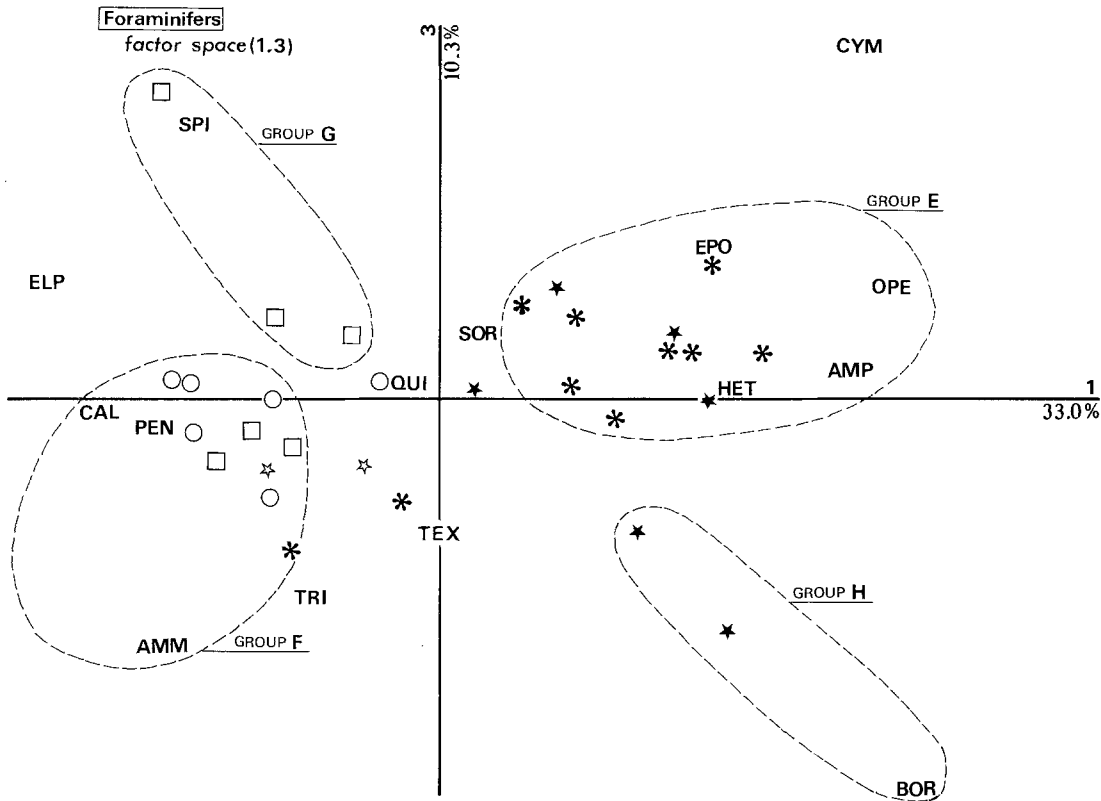 Foraminifers
factor space (1.3)
3
10.3%
CYM
SPI
GROUP G
GROUP E
EPO
ELP
OPE
SOR
AMP
QUI
HET
1
33.0%
CAL
PEN
TEX
TRI
GROUP H
AMM
GROUP F
BOR